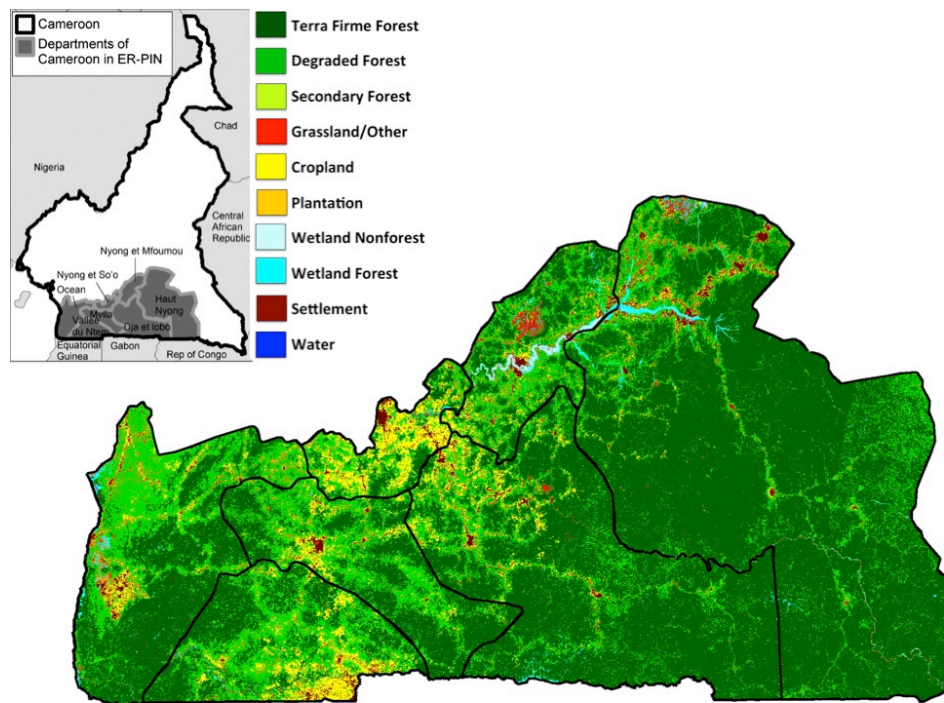 Cameroon
Departments of
Cameroon in ER-PIN
Chad
Nigeria
Central
African
Republic
Nyong et Mfoumou
Nyong et So'o
Ocean
Mvila
Haut
Nyong
Vallée
du Ntem
Dja et lobo
Equatorial
Guinea
Gabon
Rep of Congo
Terra Firme Forest
Degraded Forest
Secondary Forest
Grassland/Other
Cropland
Plantation
Wetland Nonforest
Wetland Forest
Settlement
Water